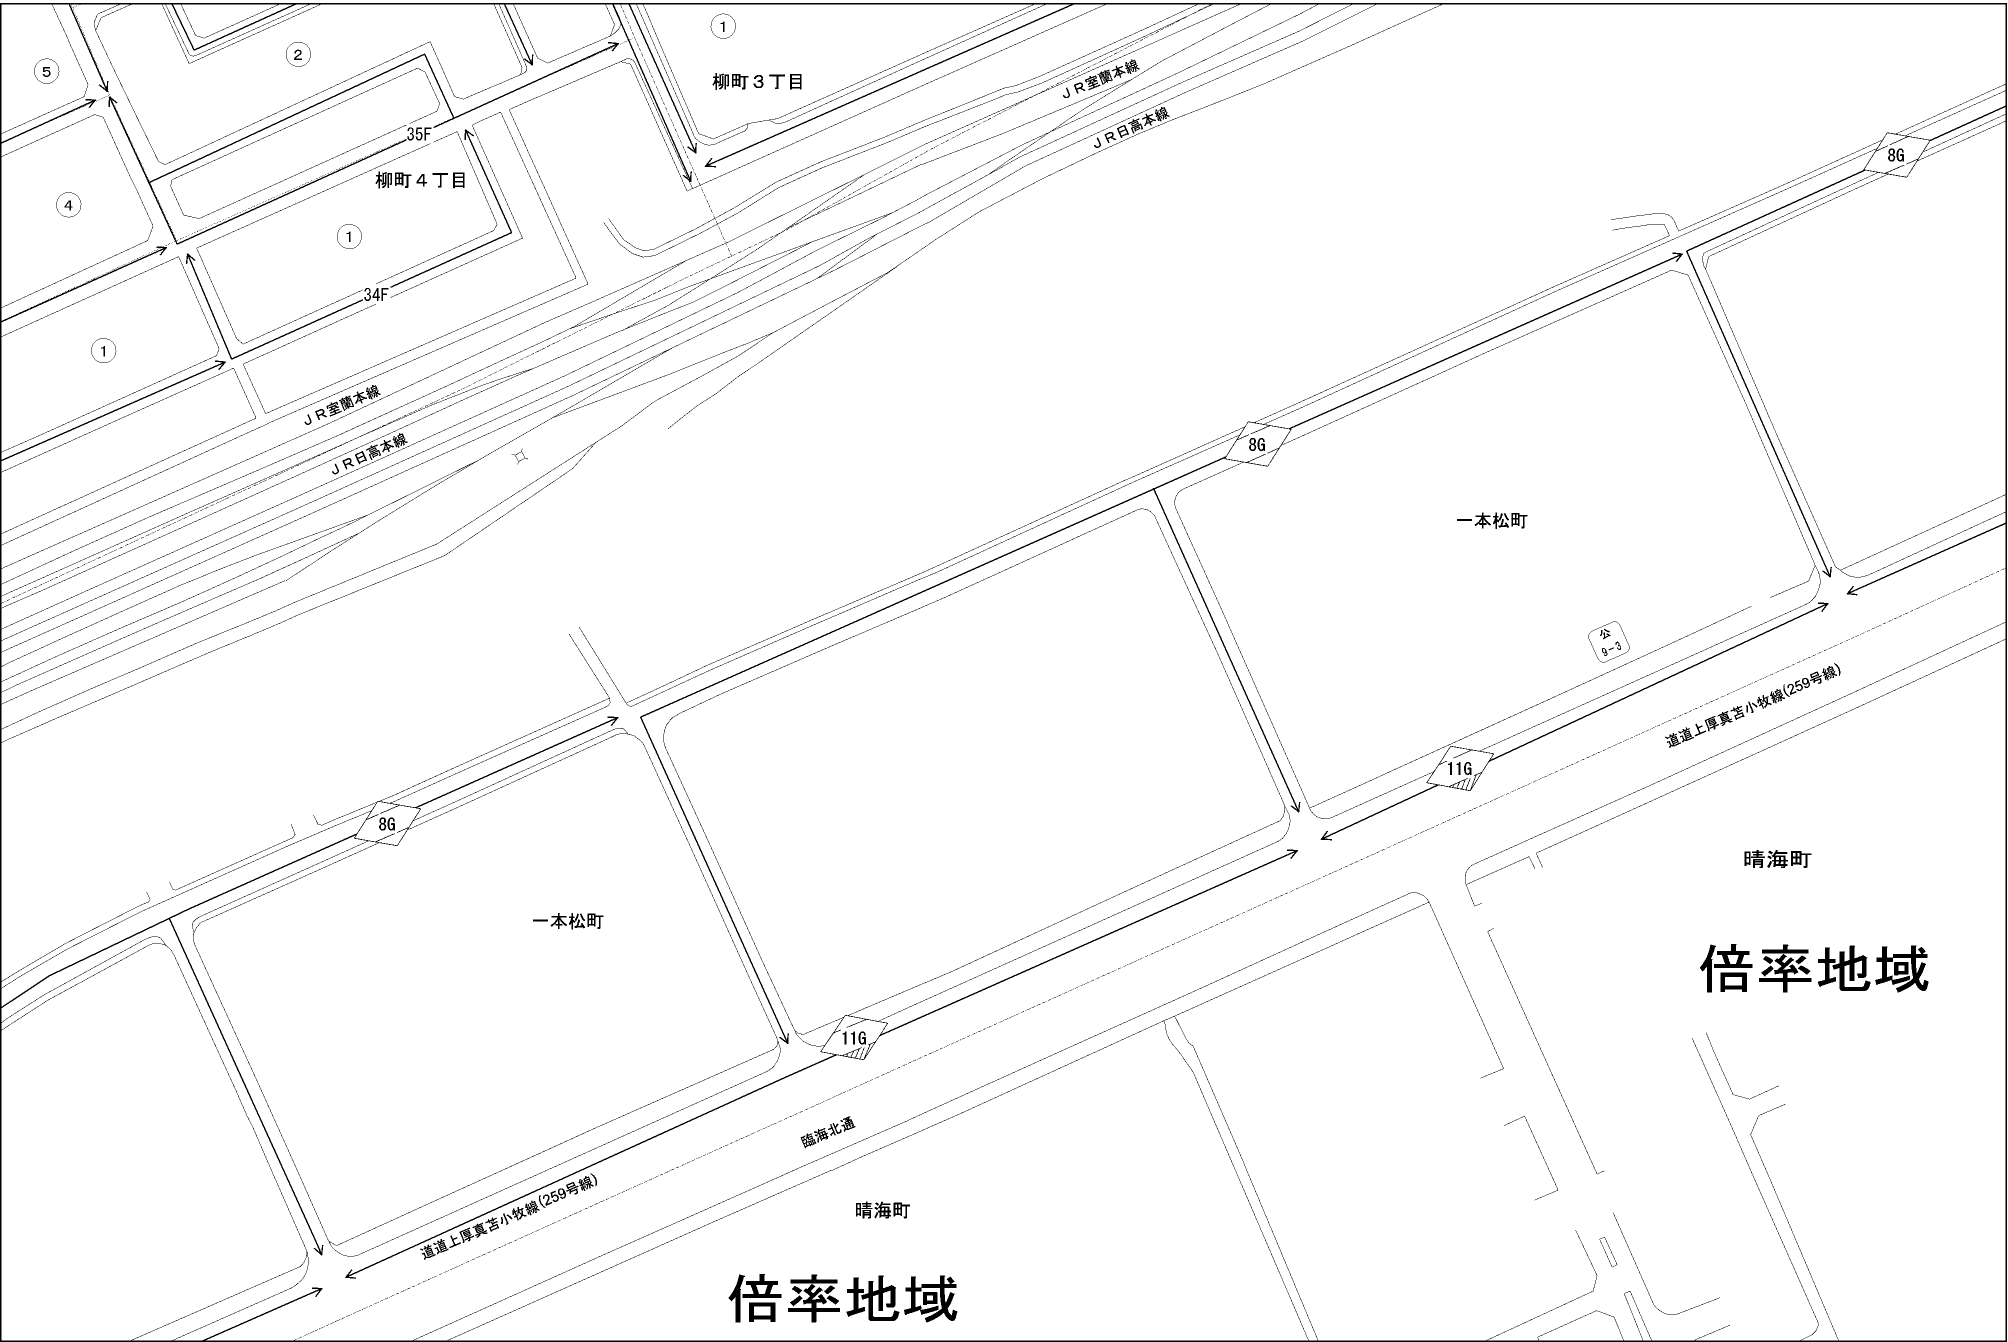 ①
②
⑤
柳町３丁目
ＪＲ室蘭本線
ＪＲ日高本線
35F
8G
柳町４丁目
④
①
34F
①
ＪＲ室蘭本線
ＪＲ日高本線
8G
一本松町
公
9-3
道道上厚真苫小牧線(259号線)
11G
8G
晴海町
一本松町
倍率地域
11G
臨海北通
道道上厚真苫小牧線(259号線)
晴海町
倍率地域